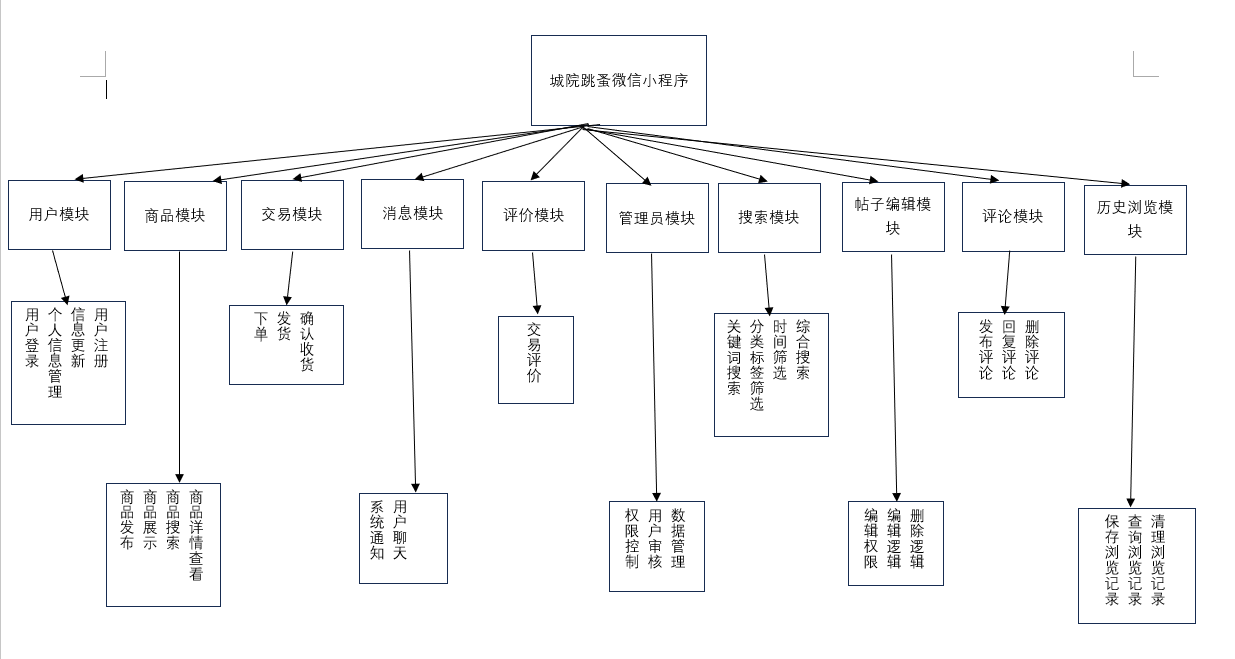 城院跳蚤微信小程序
用户模块
商品模块
交易模块
消息模块
评价模块
管理员模块
搜索模块
帖子编辑模
块
评论模块
历史浏览模
块
用户登录
个人信息管理
信息更新
用户注册
商品发布
商品展示
商品搜索
商品详情查看
下单
发货
确认收货
系统通知
用户聊天
交易评价
权限控制
用户审核
数据管理
关键词搜索
分类标签筛选
时间筛选
综合搜索
编辑权限
编辑逻辑
删除逻辑
发布评论
回复评论
删除评论
保存浏览记录
查询浏览记录
清理浏览记录